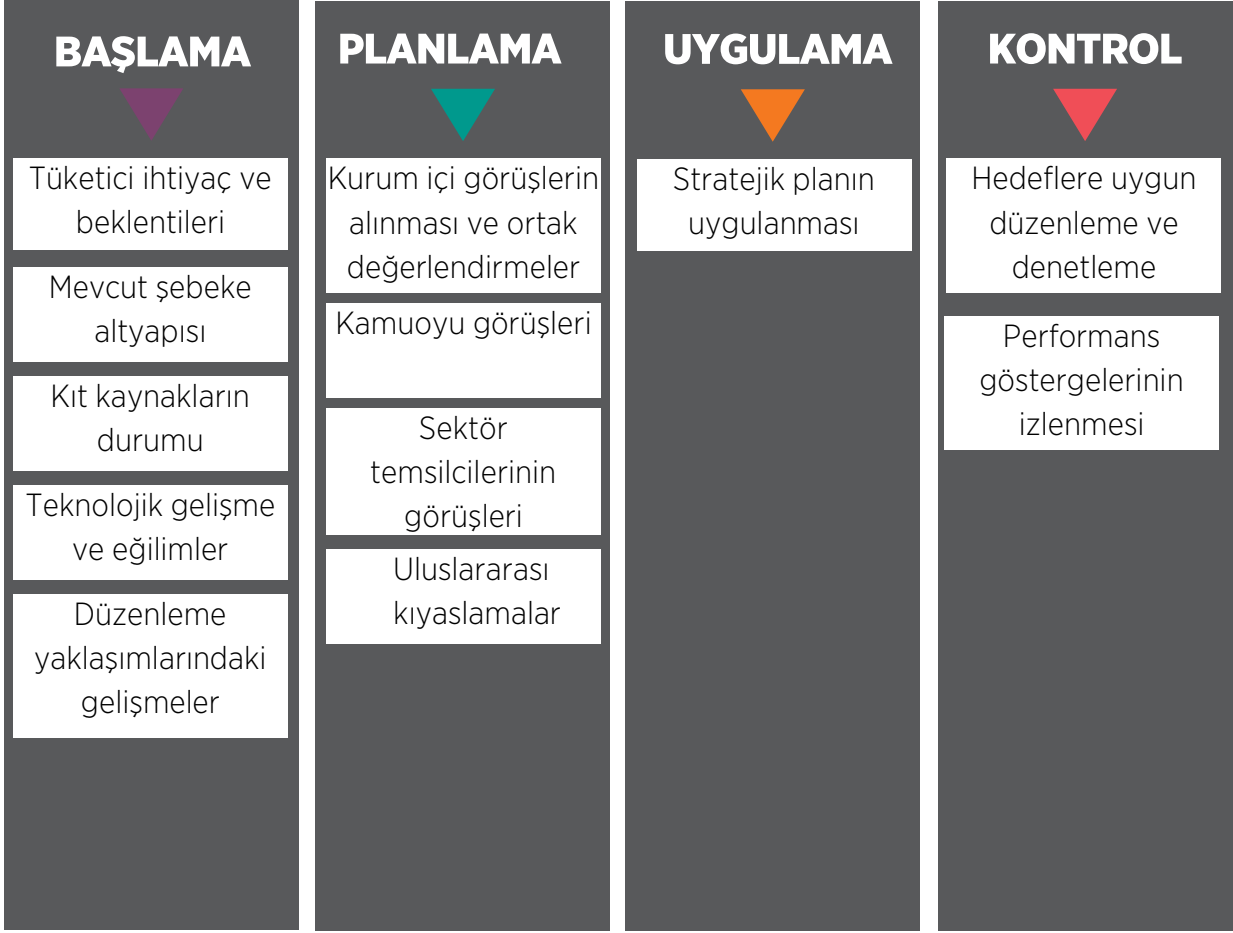 BAŞLAMA
Tüketici ihtiyaç ve
beklentileri
Mevcut şebeke
altyapısı
Kıt kaynakların
durumu
Teknolojik gelişme
ve eğilimler
Düzenleme
yaklaşımlarındaki
gelişmeler
PLANLAMA
Kurum içi görüşlerin
alınması ve ortak
değerlendirmeler
Kamuoyu görüşleri
Sektör
temsilcilerinin
görüşleri
Uluslararası
kıyaslamalar
UYGULAMA
Stratejik planın
uygulanması
KONTROL
Hedeflere uygun
düzenleme ve
denetleme
Performans
göstergelerinin
izlenmesi